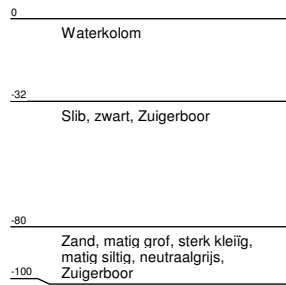 0
Waterkolom
-32
Slib, zwart, Zuigerboor
-80
Zand, matig grof, sterk kleiïg,
matig siltig, neutraalgrijs,
-100 Zuigerboor